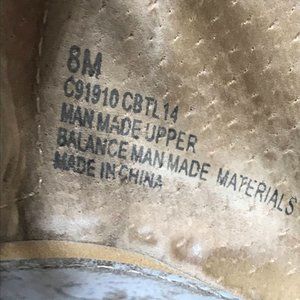 8M
C91910 CBTL14
MAN MADE UPPER
BALANCE MAN MADE MATERIALS
MADE IN CHINA